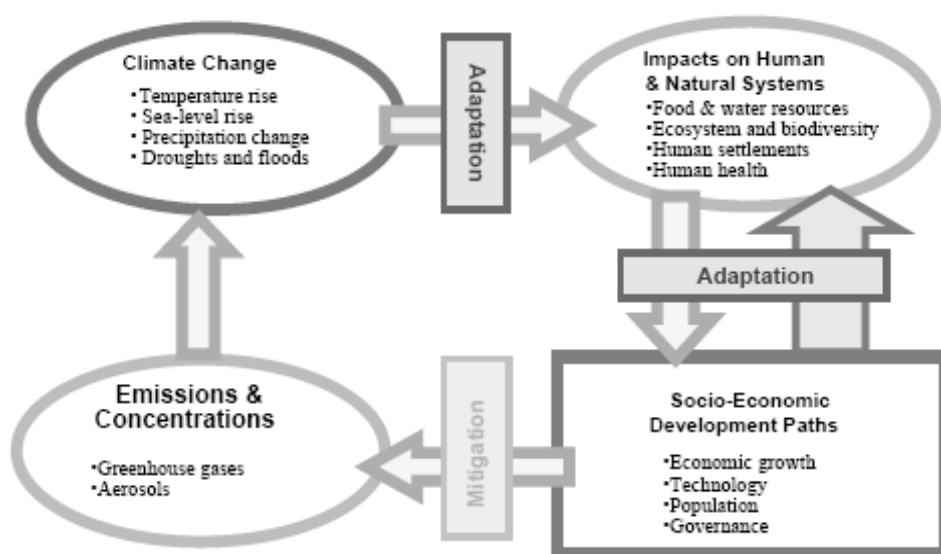 Climate Change
•Temperature rise
•Sea-level rise
•Precipitation change
•Droughts and floods
Adaptation
Impacts on Human
& Natural Systems
•Food & water resources
•Ecosystem and biodiversity
•Human settlements
•Human health
Adaptation
Emissions &
Concentrations
•Greenhouse gases
•Aerosols
Mitigation
Socio-Economic
Development Paths
•Economic growth
•Technology
•Population
•Governance